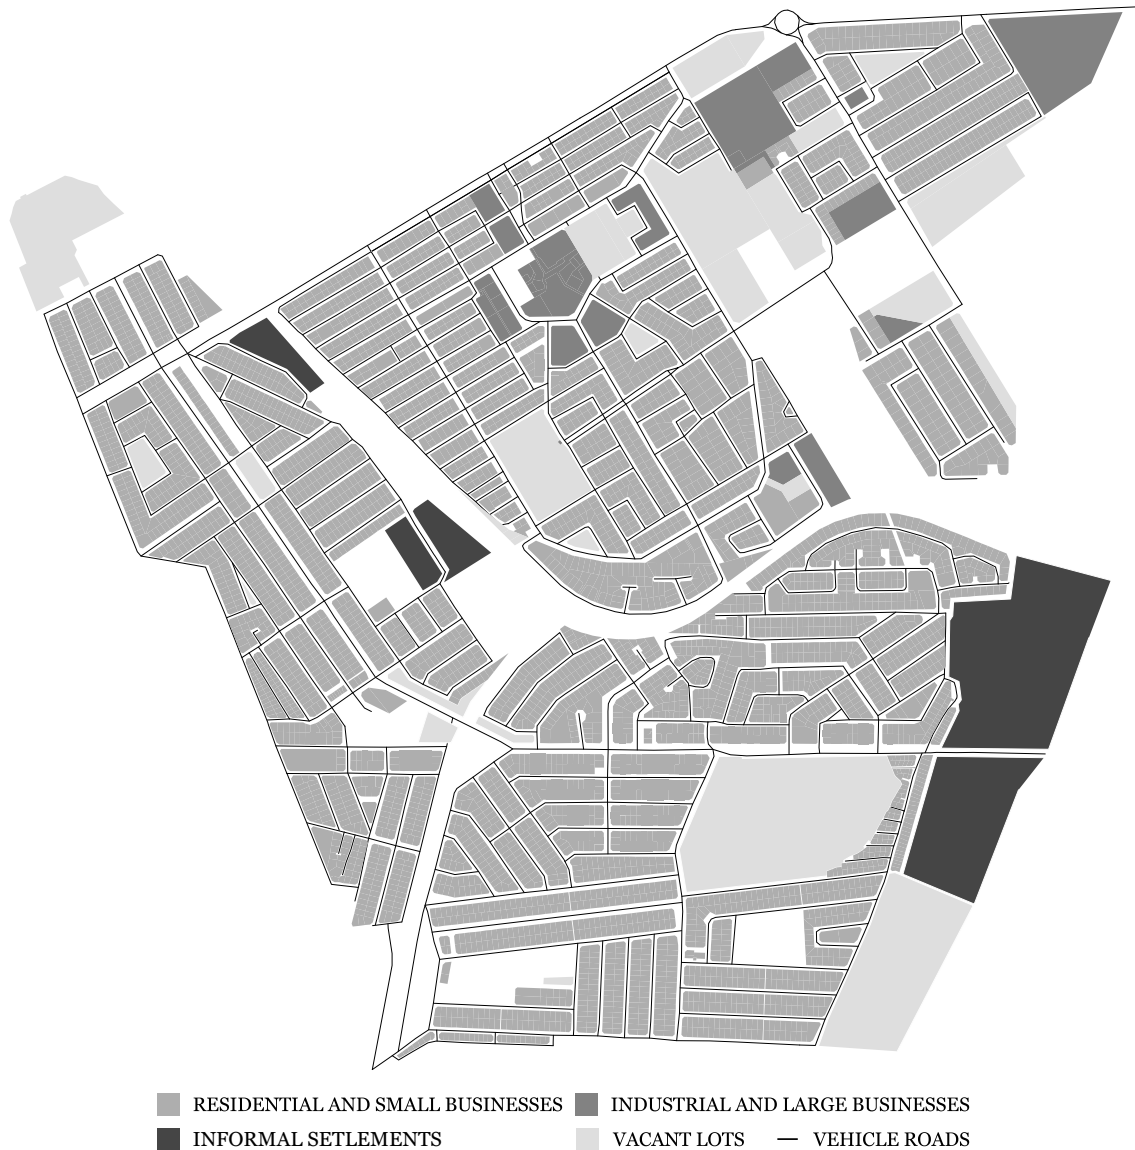 RESIDENTIAL AND SMALL BUSINESSES INDUSTRIAL AND LARGE BUSINESSES
INFORMAL SETLEMENTS VACANT LOTS VEHICLE ROADS